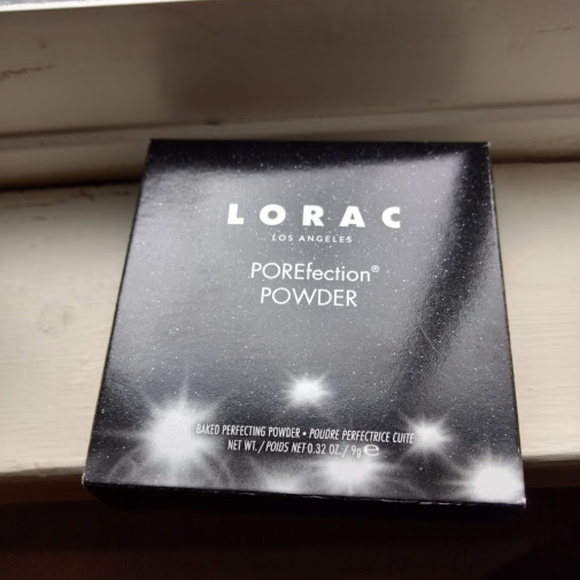 LORAC
LOS ANGELES
POREfection®
POWDER
BAKED PERFECTING POWDER • POUDRE PERFECTRICE CUITE
NET WT. / POIDS NET 0.32 OZ. / 9g ℮